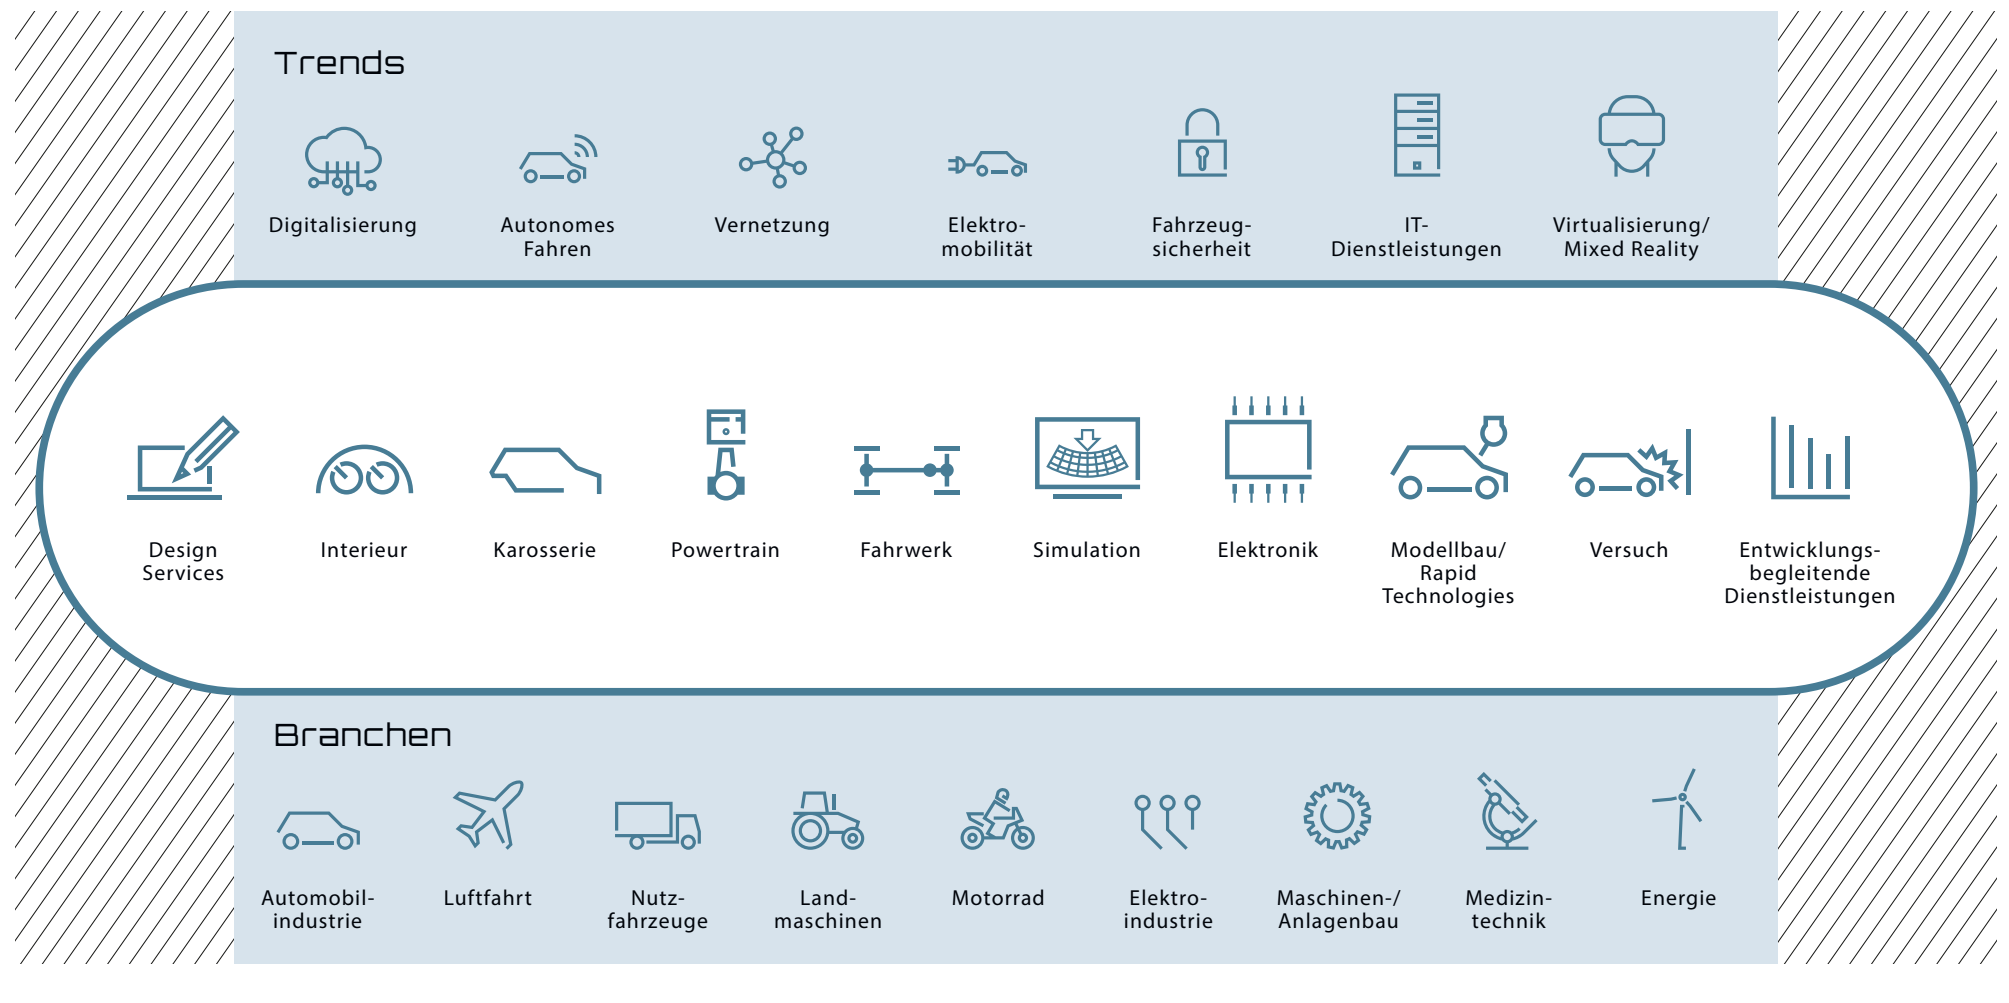 Trends
Digitalisierung
Autonomes
Fahren
Vernetzung
Elektro-
mobilität
Fahrzeug-
sicherheit
IT-
Dienstleistungen
Virtualisierung/
Mixed Reality
Design
Services
Interieur
Karosserie
Powertrain
Fahrwerk
Simulation
Elektronik
Modellbau/
Rapid
Technologies
Versuch
Entwicklungs-
begleitende
Dienstleistungen
Branchen
Automobil-
industrie
Luftfahrt
Nutz-
fahrzeuge
Land-
maschinen
Motorrad
Elektro-
industrie
Maschinen-/
Anlagenbau
Medizin-
technik
Energie